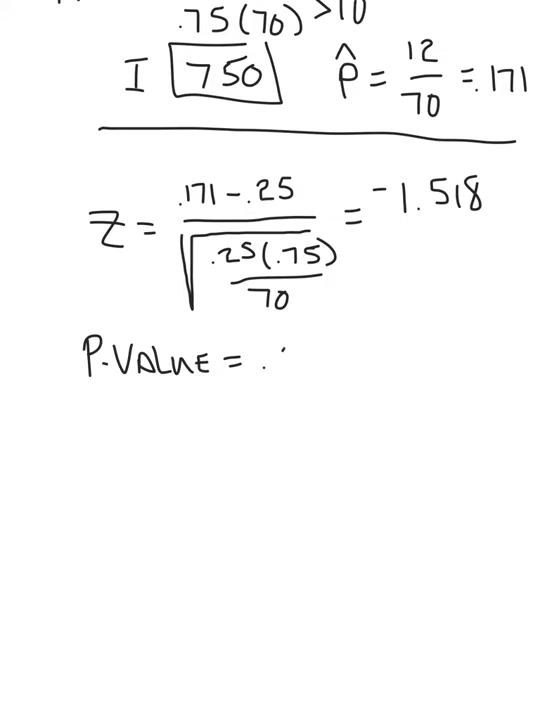 .75(70) >10
I 750 p̂ = 12/70 = .171
Z = .171 - .25 / √.25(.75)/70 = -1.518
P-VALUE = .